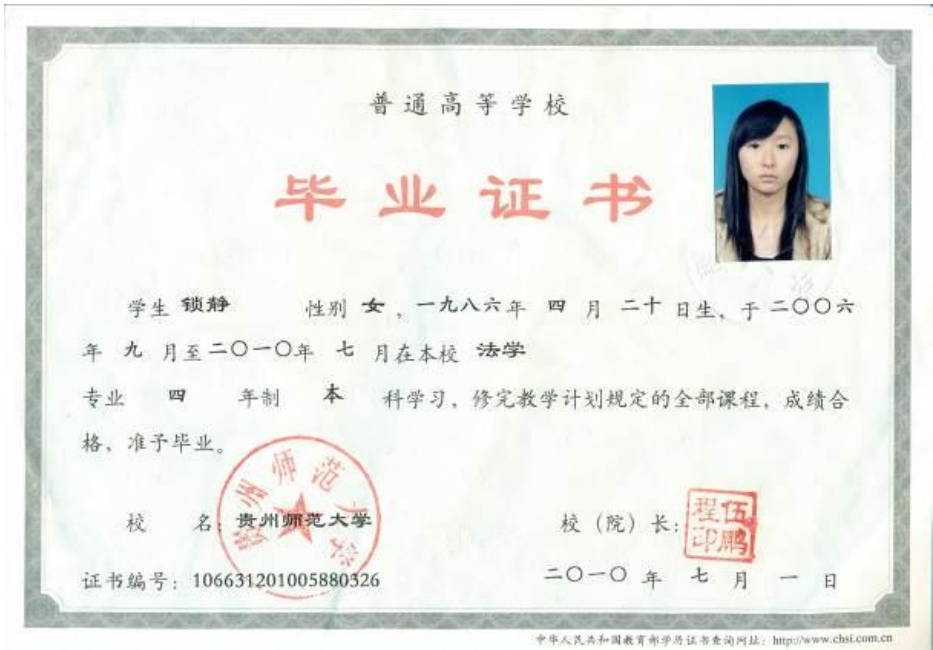 普通高等学校
毕业证书
学生 锁静 性别 女，一九八六年 四 月 二十 日生、于 二〇〇六
年 九 月至 二〇一〇年 七 月在本校 法学
专业 四 年制 本 科学习、修完教学计划规定的全部课程，成绩合
格、准予毕业。
贵州师范大学
校 名：贵州师范大学 校（院）长：
伍鹏程印
证书编号：106631201005880326 二〇一〇 年 七 月 一 日
中华人民共和国教育部学历证书查询网址：http://www.chsi.com.cn